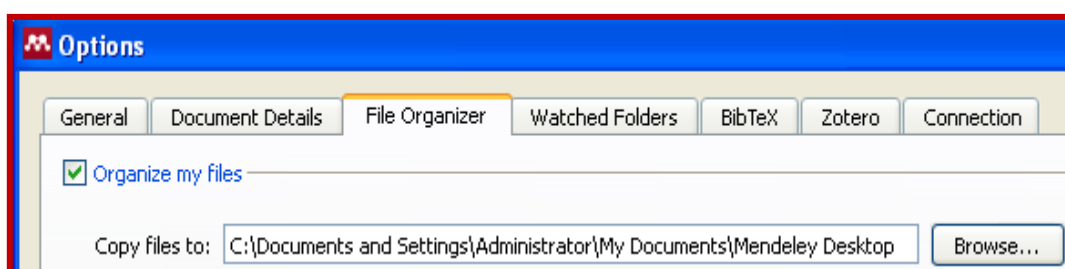 Options
General Document Details File Organizer Watched Folders BibTeX Zotero Connection
Organize my files
Copy files to: C:\Documents and Settings\Administrator\My Documents\Mendeley Desktop Browse...